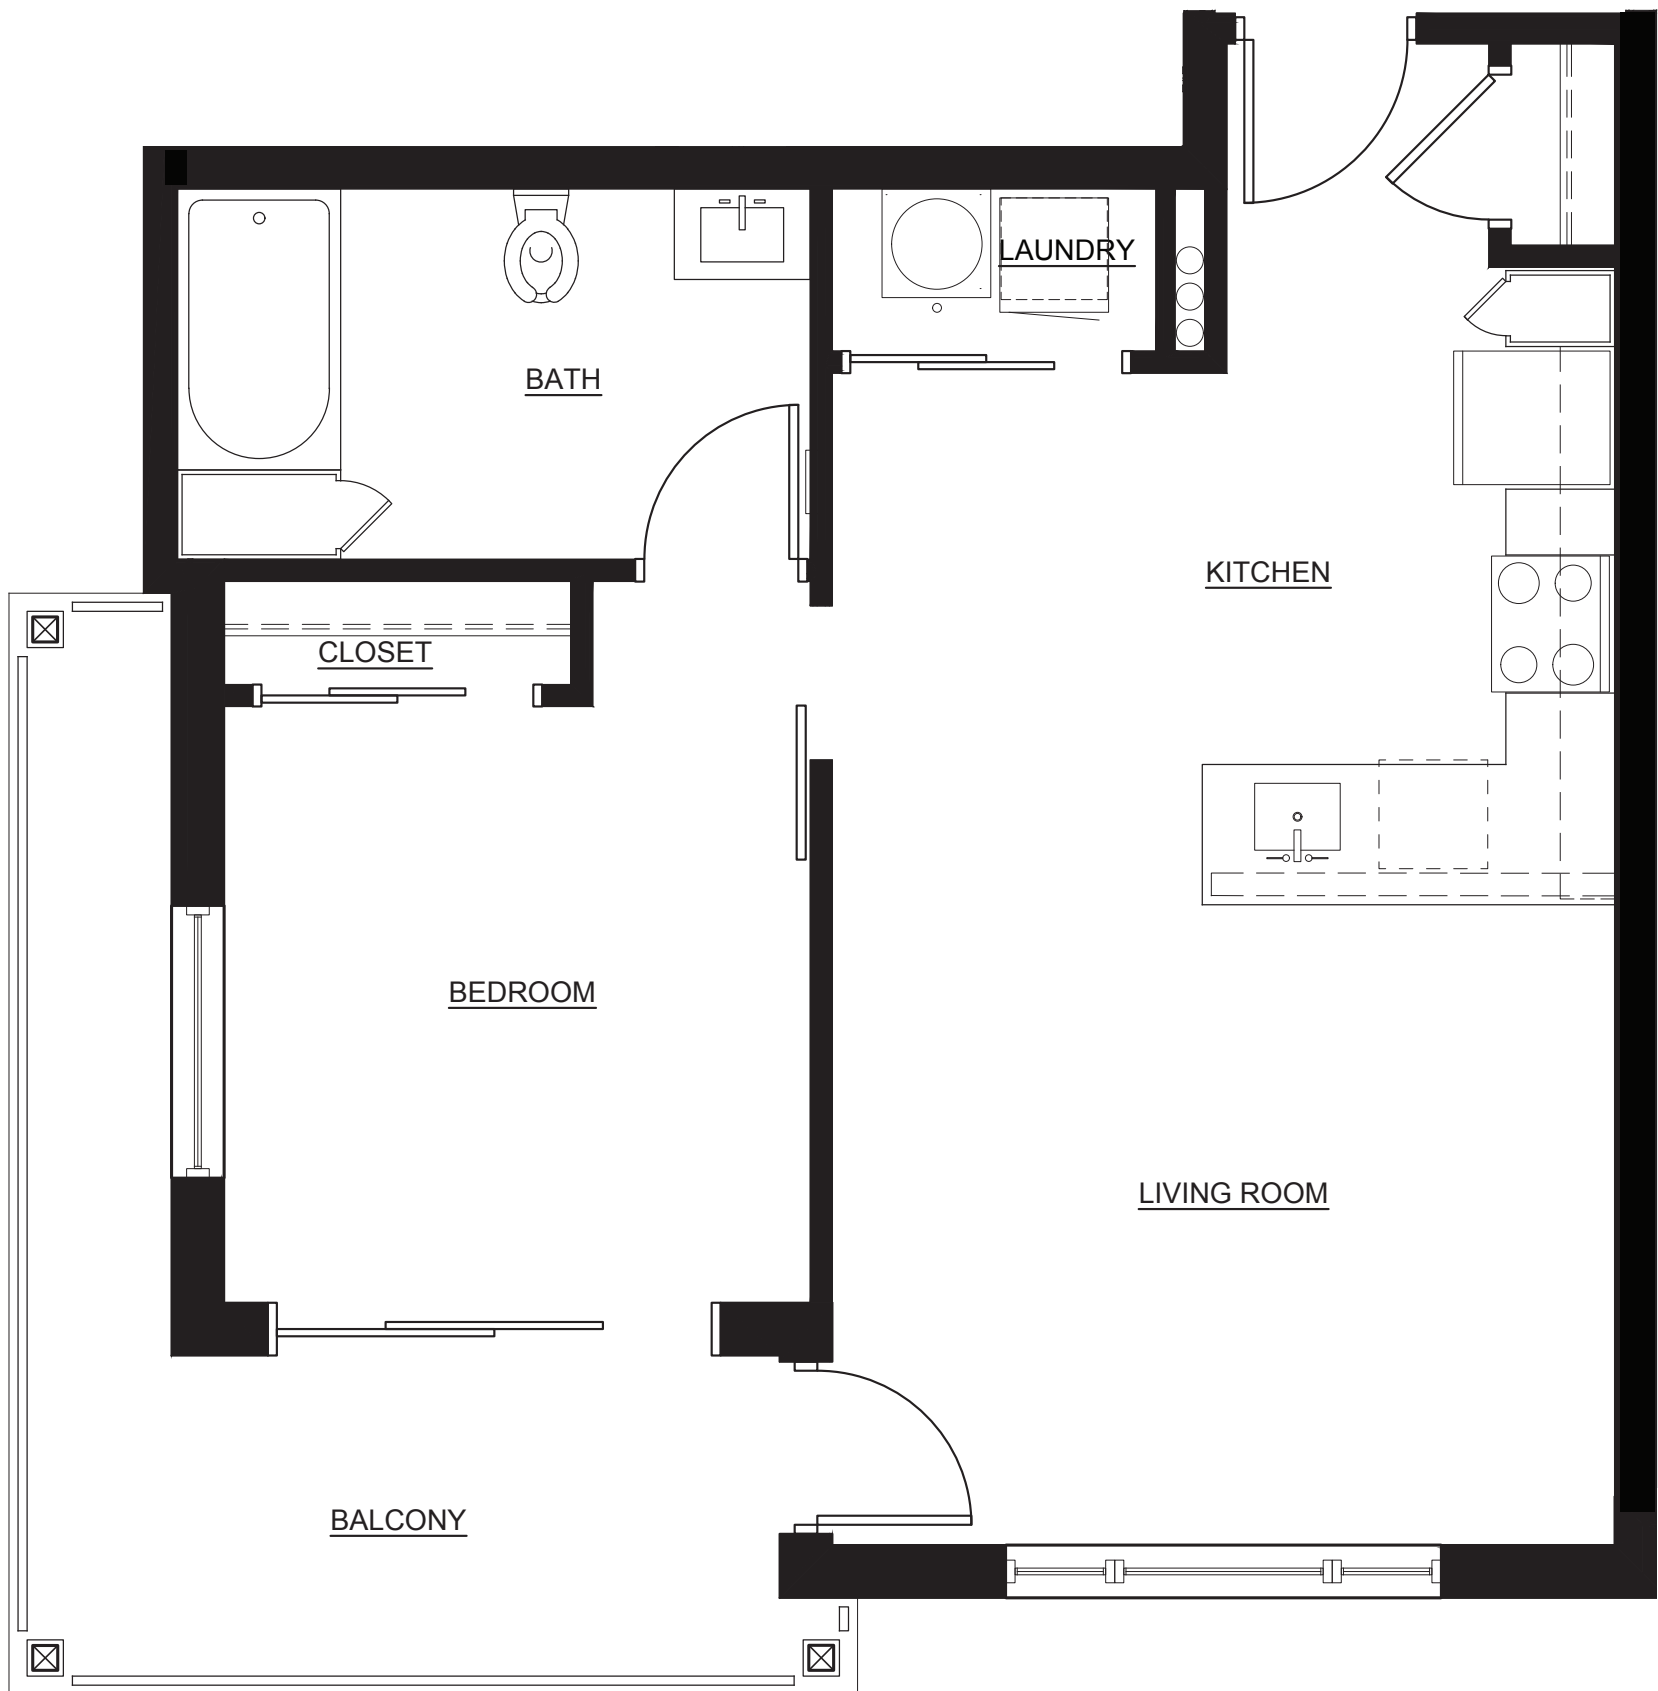 LAUNDRY
BATH
KITCHEN
CLOSET
BEDROOM
LIVING ROOM
BALCONY